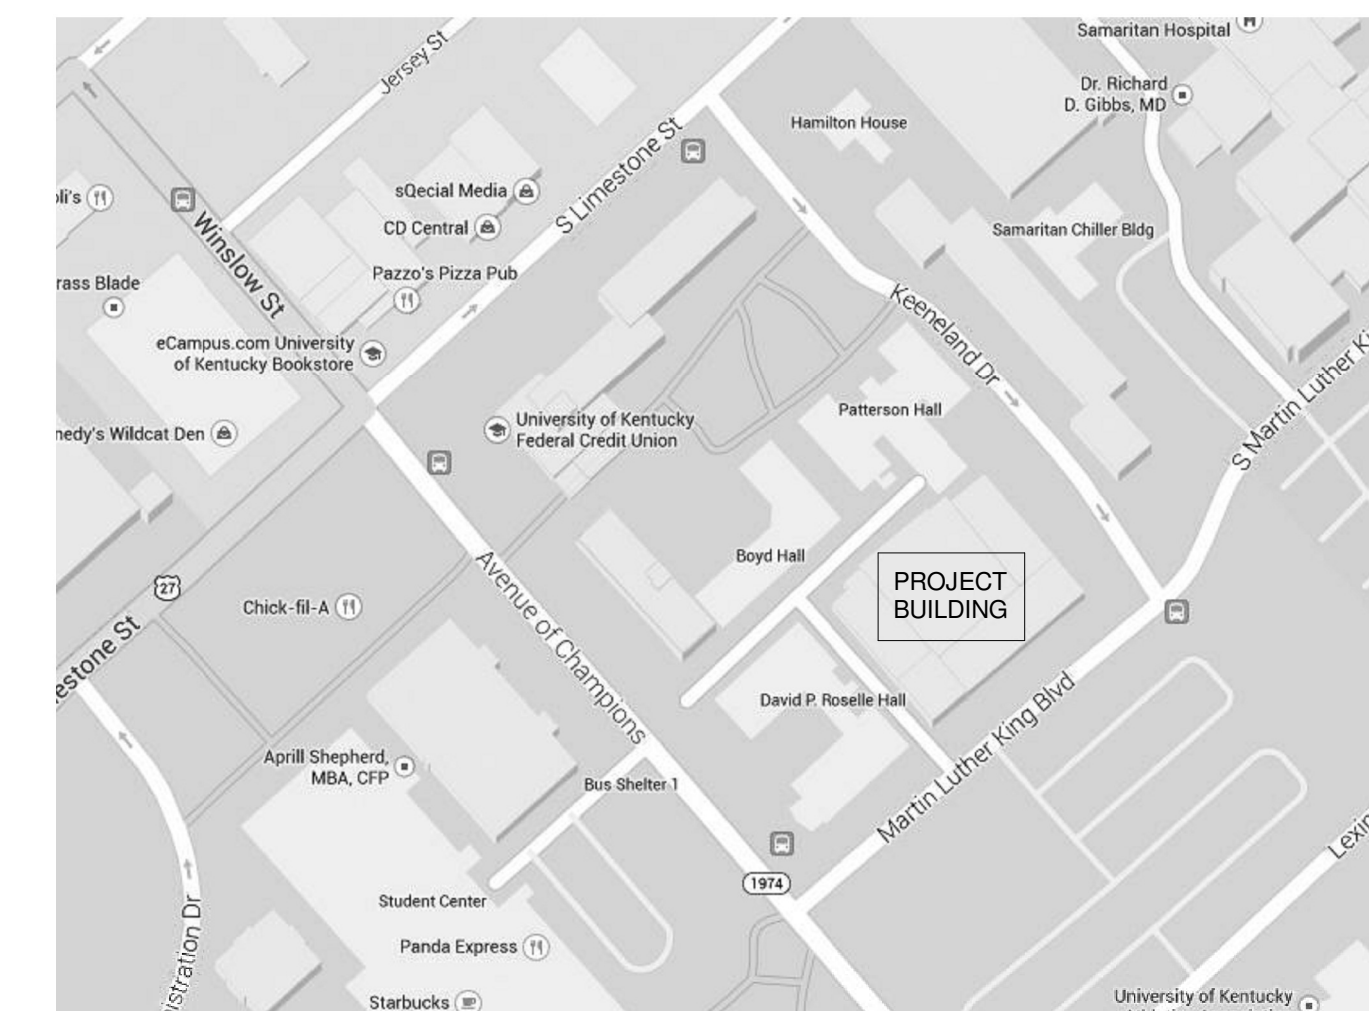 Samaritan Hospital
Jersey St
Dr. Richard
D. Gibbs, MD
Hamilton House
oli's
sQecial Media
S Limestone St
CD Central
Samaritan Chiller Bldg
Winslow St
Pazzo's Pizza Pub
rass Blade
Keeneland Dr
eCampus.com University
of Kentucky Bookstore
S Martin Luther Ki
Patterson Hall
University of Kentucky
Federal Credit Union
nedy's Wildcat Den
Boyd Hall
PROJECT
BUILDING
27
Chick-fil-A
Avenue of Champions
estone St
David P. Roselle Hall
Martin Luther King Blvd
Aprill Shepherd,
MBA, CFP
Bus Shelter 1
Lexin
1974
Student Center
istration Dr
Panda Express
Starbucks
University of Kentucky